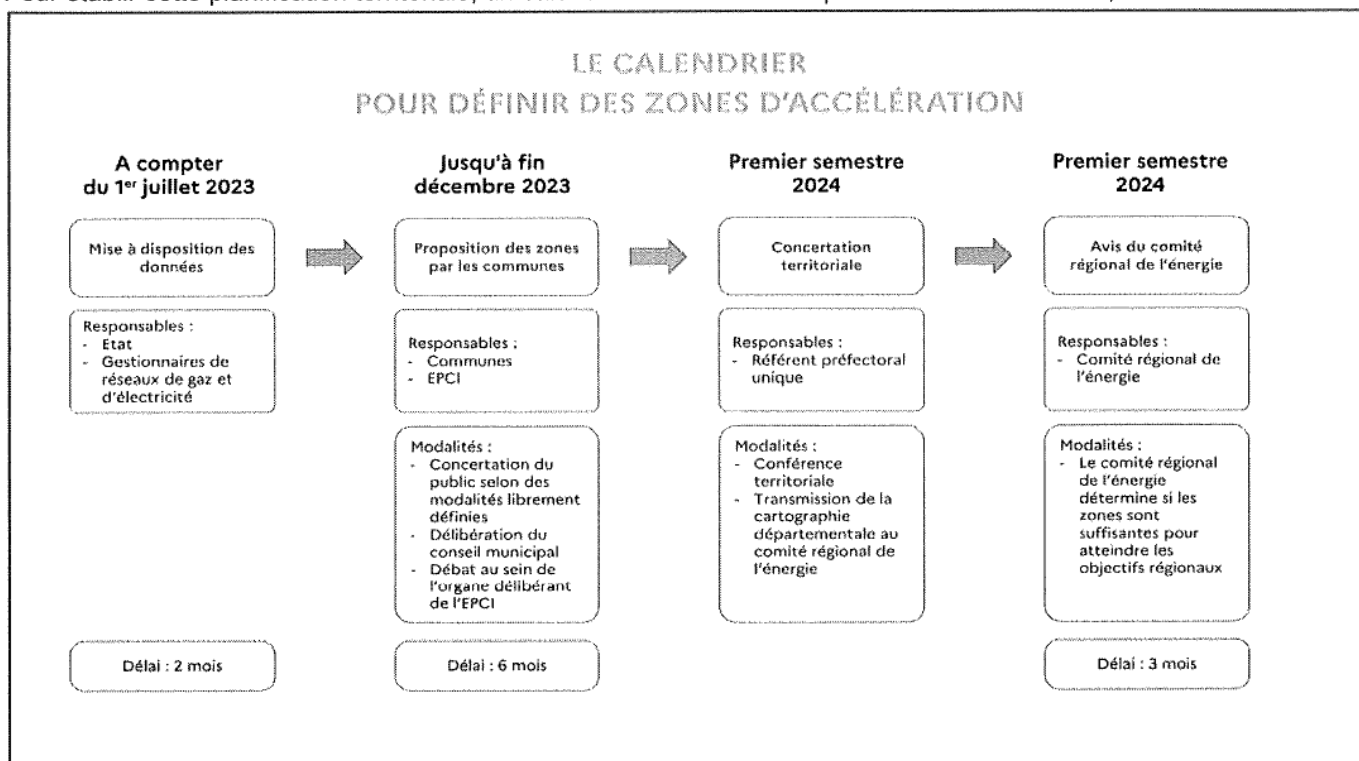 Pour établir cette planification territoriale, un
LE CALENDRIER
POUR DÉFINIR DES ZONES D'ACCÉLÉRATION
A compter
du 1er juillet 2023
Mise à disposition des
données
Responsables :
- Etat
- Gestionnaires de
réseaux de gaz et
d'électricité
Délai : 2 mois
Jusqu'à fin
décembre 2023
Proposition des zones
par les communes
Responsables :
- Communes
- EPCI
Modalités :
- Concertation du
public selon des
modalités librement
définies
- Délibération du
conseil municipal
- Débat au sein de
l'organe délibérant
de l'EPCI
Délai : 6 mois
Premier semestre
2024
Concertation
territoriale
Responsables :
- Référent préfectoral
unique
Modalités :
- Conférence
territoriale
- Transmission de la
cartographie
départementale au
comité régional de
l'énergie
Premier semestre
2024
Avis du comité
régional de l'énergie
Responsables :
- Comité régional de
l'énergie
Modalités :
- Le comité régional
de l'énergie
détermine si les
zones sont
suffisantes pour
atteindre les
objectifs régionaux
Délai : 3 mois